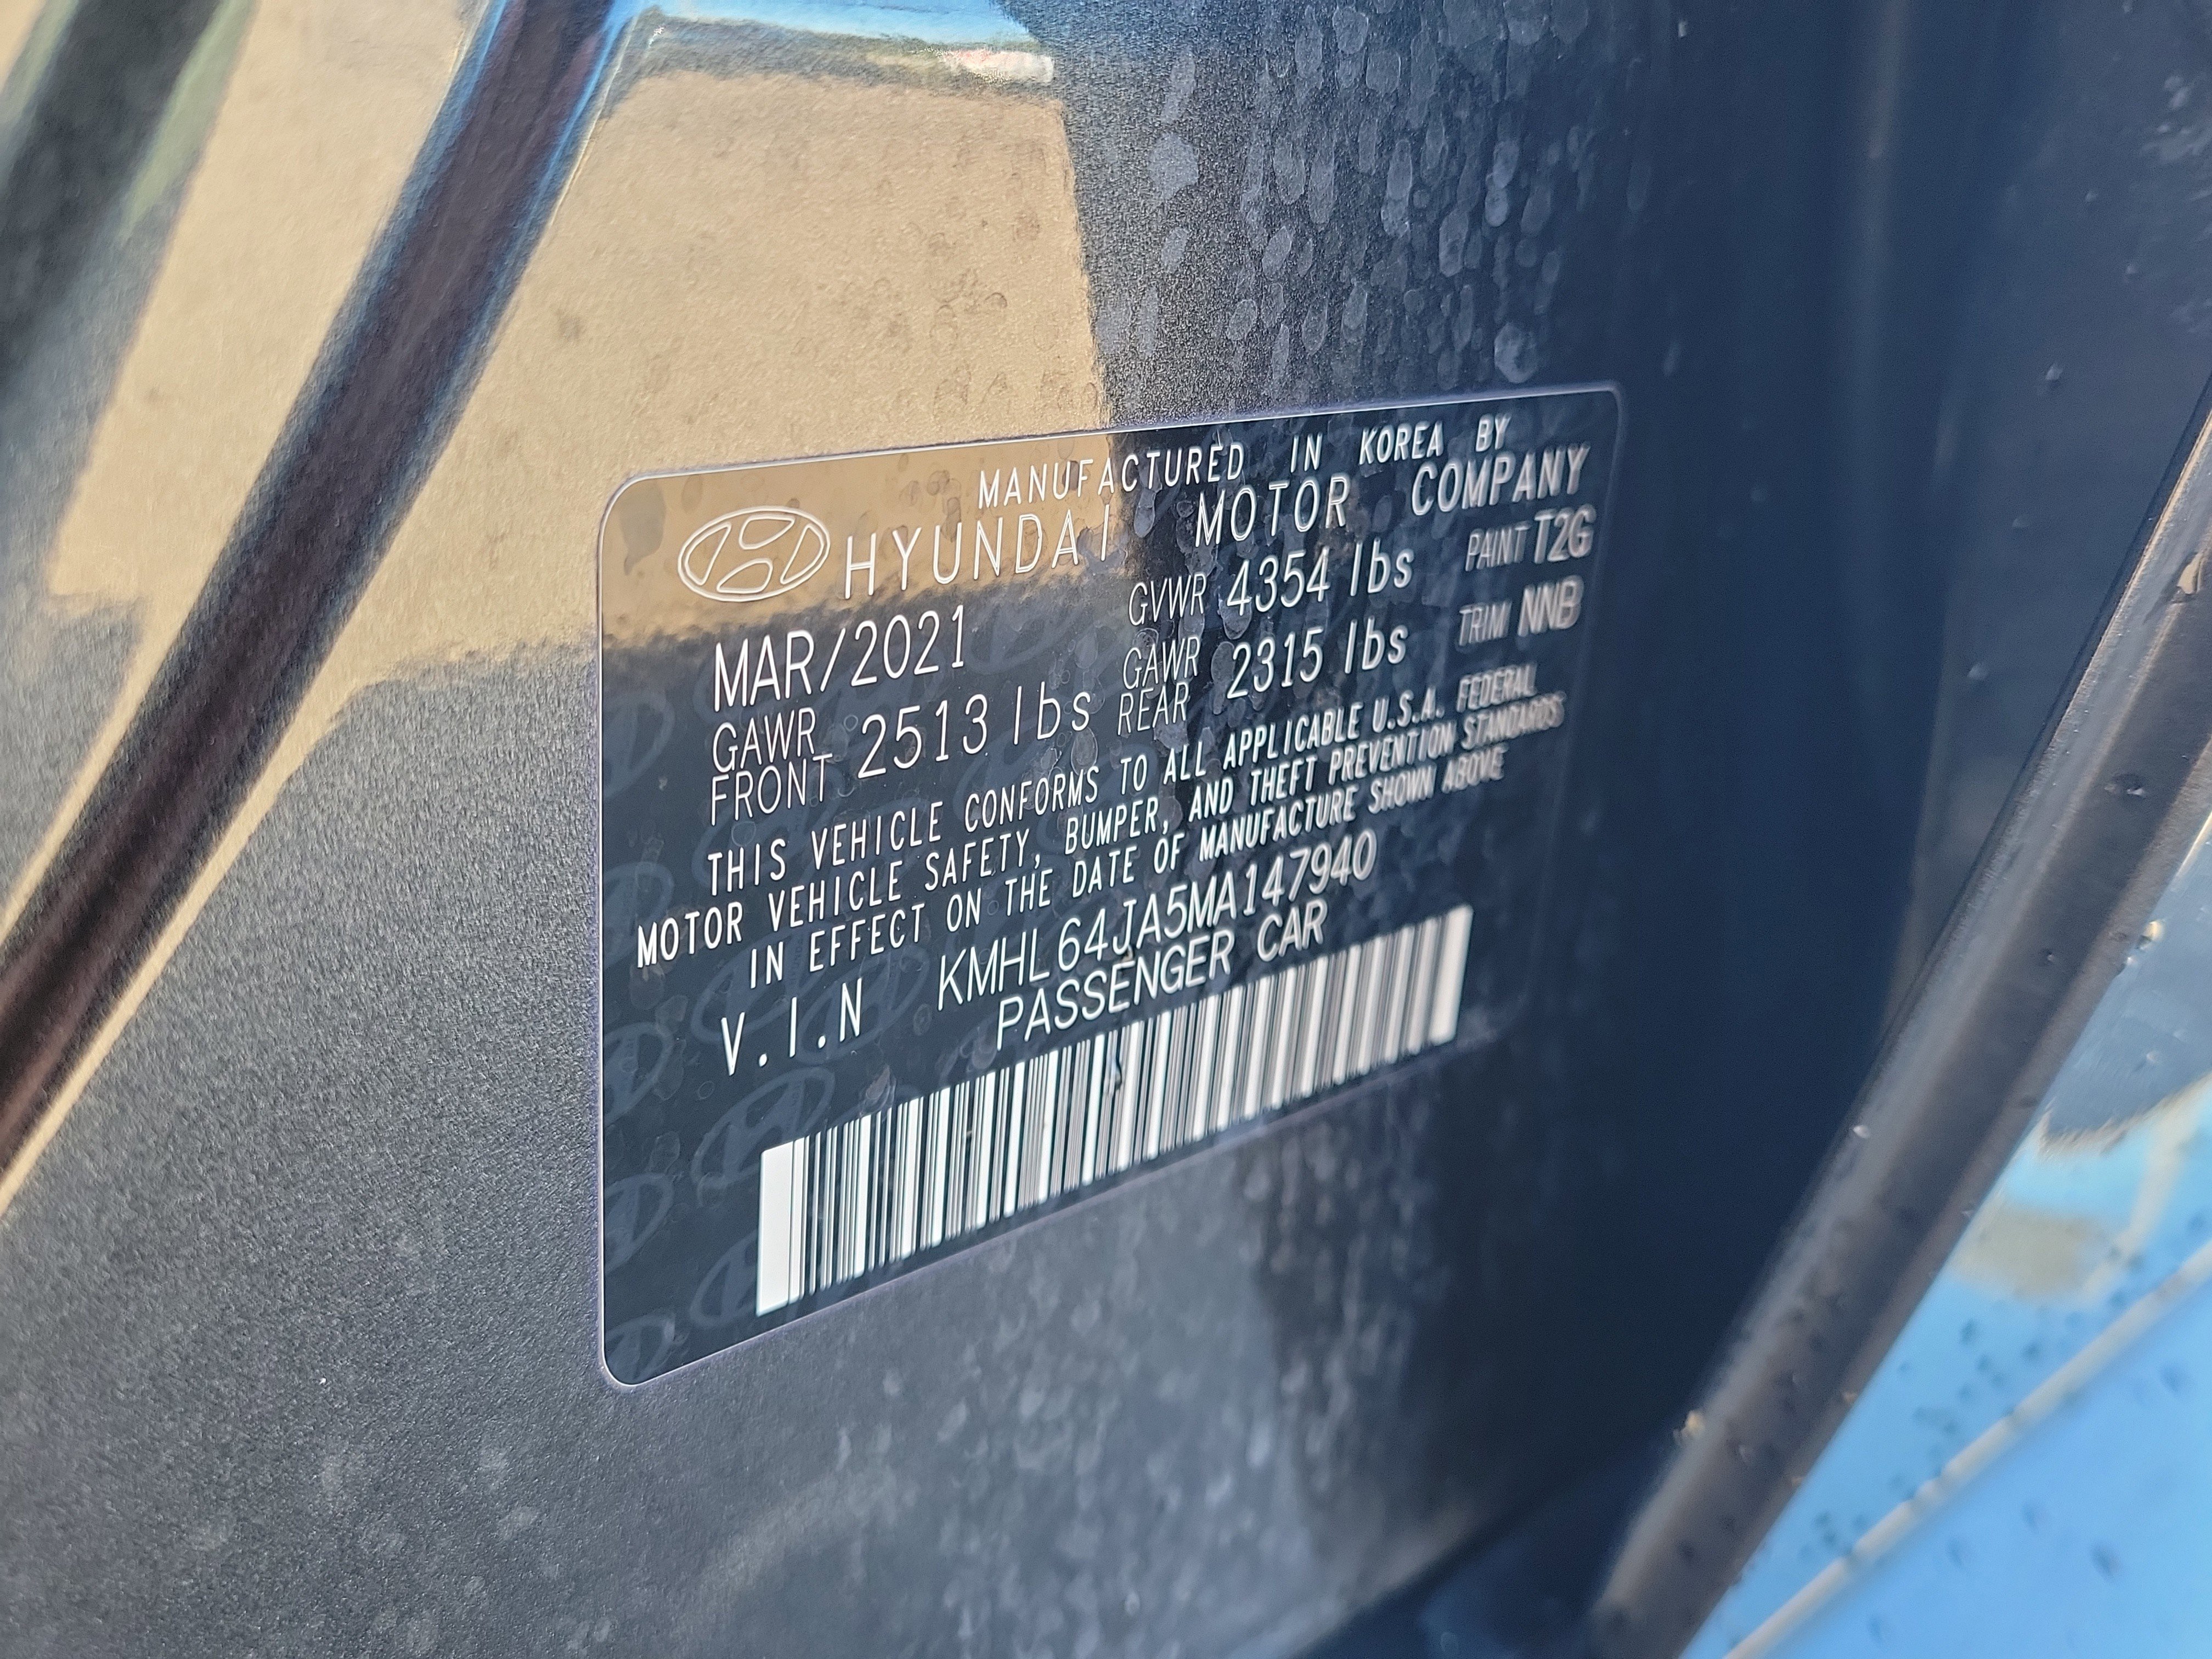 MANUFACTURED IN KOREA BY
HYUNDAI MOTOR COMPANY
MAR/2021 GVWR 4354 lbs PAINT T2G
GAWR FRONT 2513 lbs GAWR REAR 2315 lbs TRIM NNB
THIS VEHICLE CONFORMS TO ALL APPLICABLE U.S.A. FEDERAL
MOTOR VEHICLE SAFETY, BUMPER, AND THEFT PREVENTION STANDARDS
IN EFFECT ON THE DATE OF MANUFACTURE SHOWN ABOVE
V.I.N KMHL64JA5MA147940
PASSENGER CAR